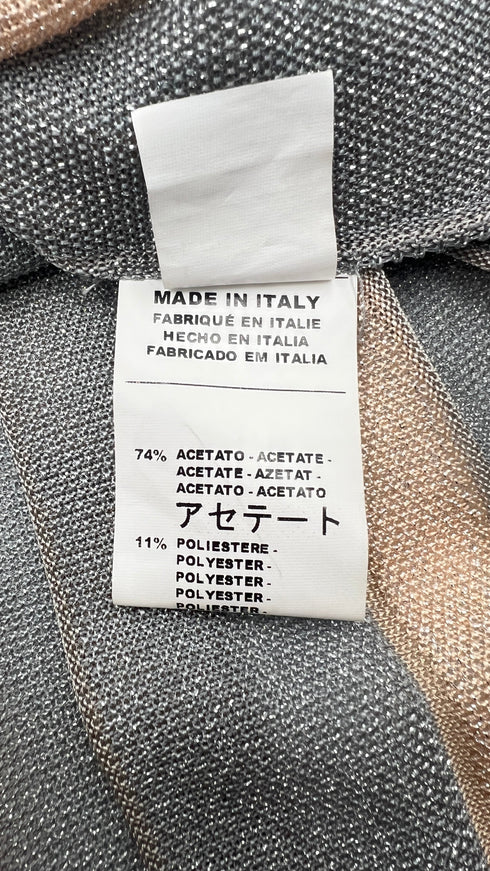 MADE IN ITALY
FABRIQUÉ EN ITALIE
HECHO EN ITALIA
FABRICADO EM ITALIA
74% ACETATO - ACETATE -
ACETATE - AZETAT -
ACETATO - ACETATO
アセテート
11% POLIESTERE -
POLYESTER -
POLYESTER -
POLYESTER -
POLIESTER -